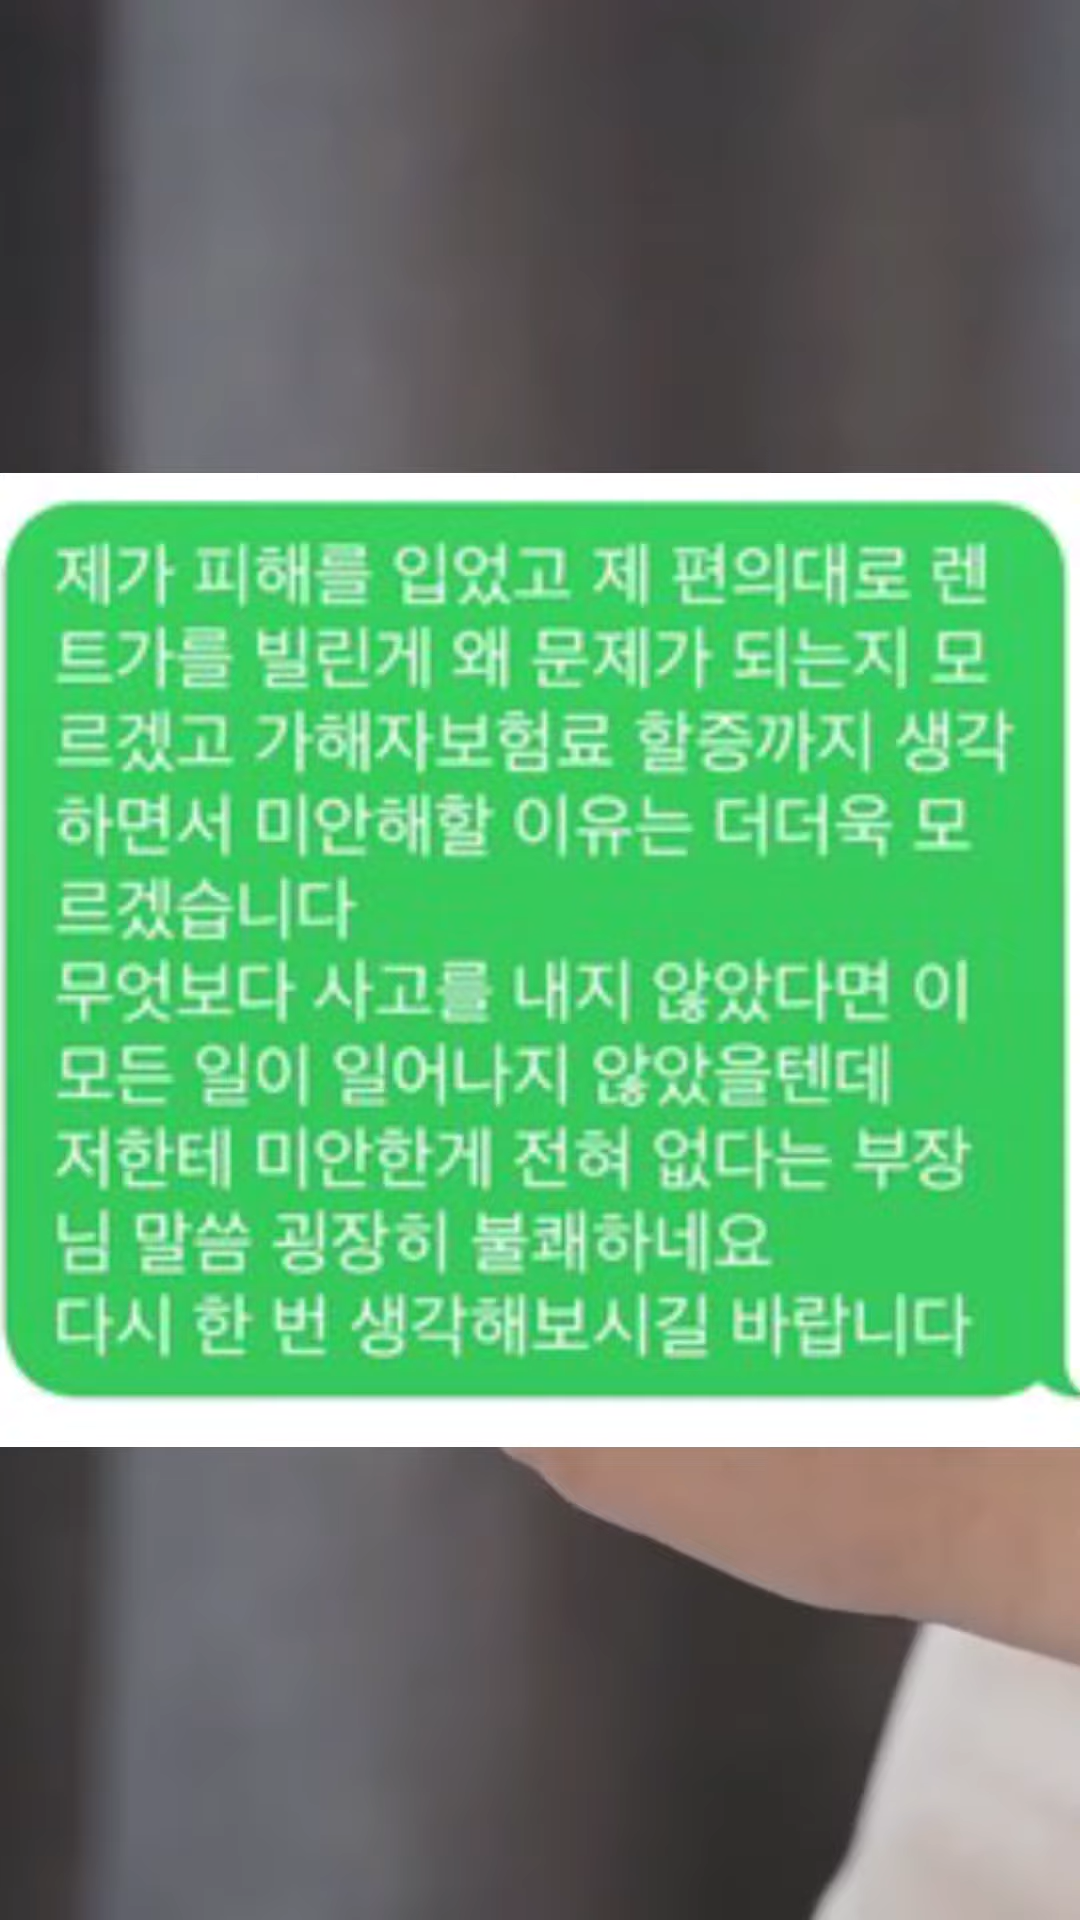 제가 피해를 입었고 제 편의대로 렌
트가를 빌린게 왜 문제가 되는지 모
르겠고 가해자보험료 할증까지 생각
하면서 미안해할 이유는 더더욱 모
르겠습니다
무엇보다 사고를 내지 않았다면 이
모든 일이 일어나지 않았을텐데
저한테 미안한게 전혀 없다는 부장
님 말씀 굉장히 불쾌하네요
다시 한 번 생각해보시길 바랍니다